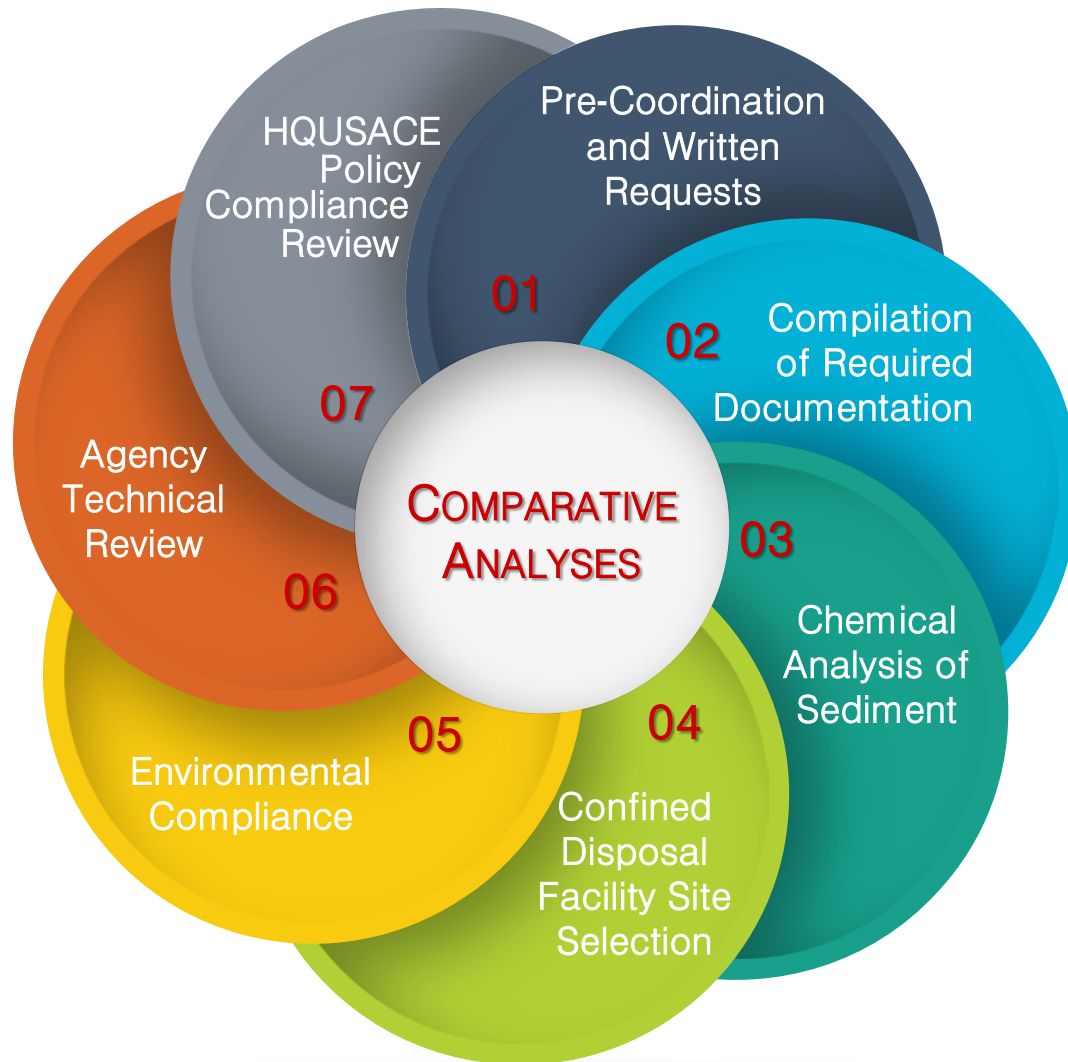 Pre-Coordination
and Written
Requests
01
02
Compilation
of Required
Documentation
03
Chemical
Analysis of
Sediment
04
Confined
Disposal
Facility Site
Selection
05
Environmental
Compliance
Agency
Technical
Review
06
HQUSACE
Policy
Compliance
Review
07
COMPARATIVE
ANALYSES